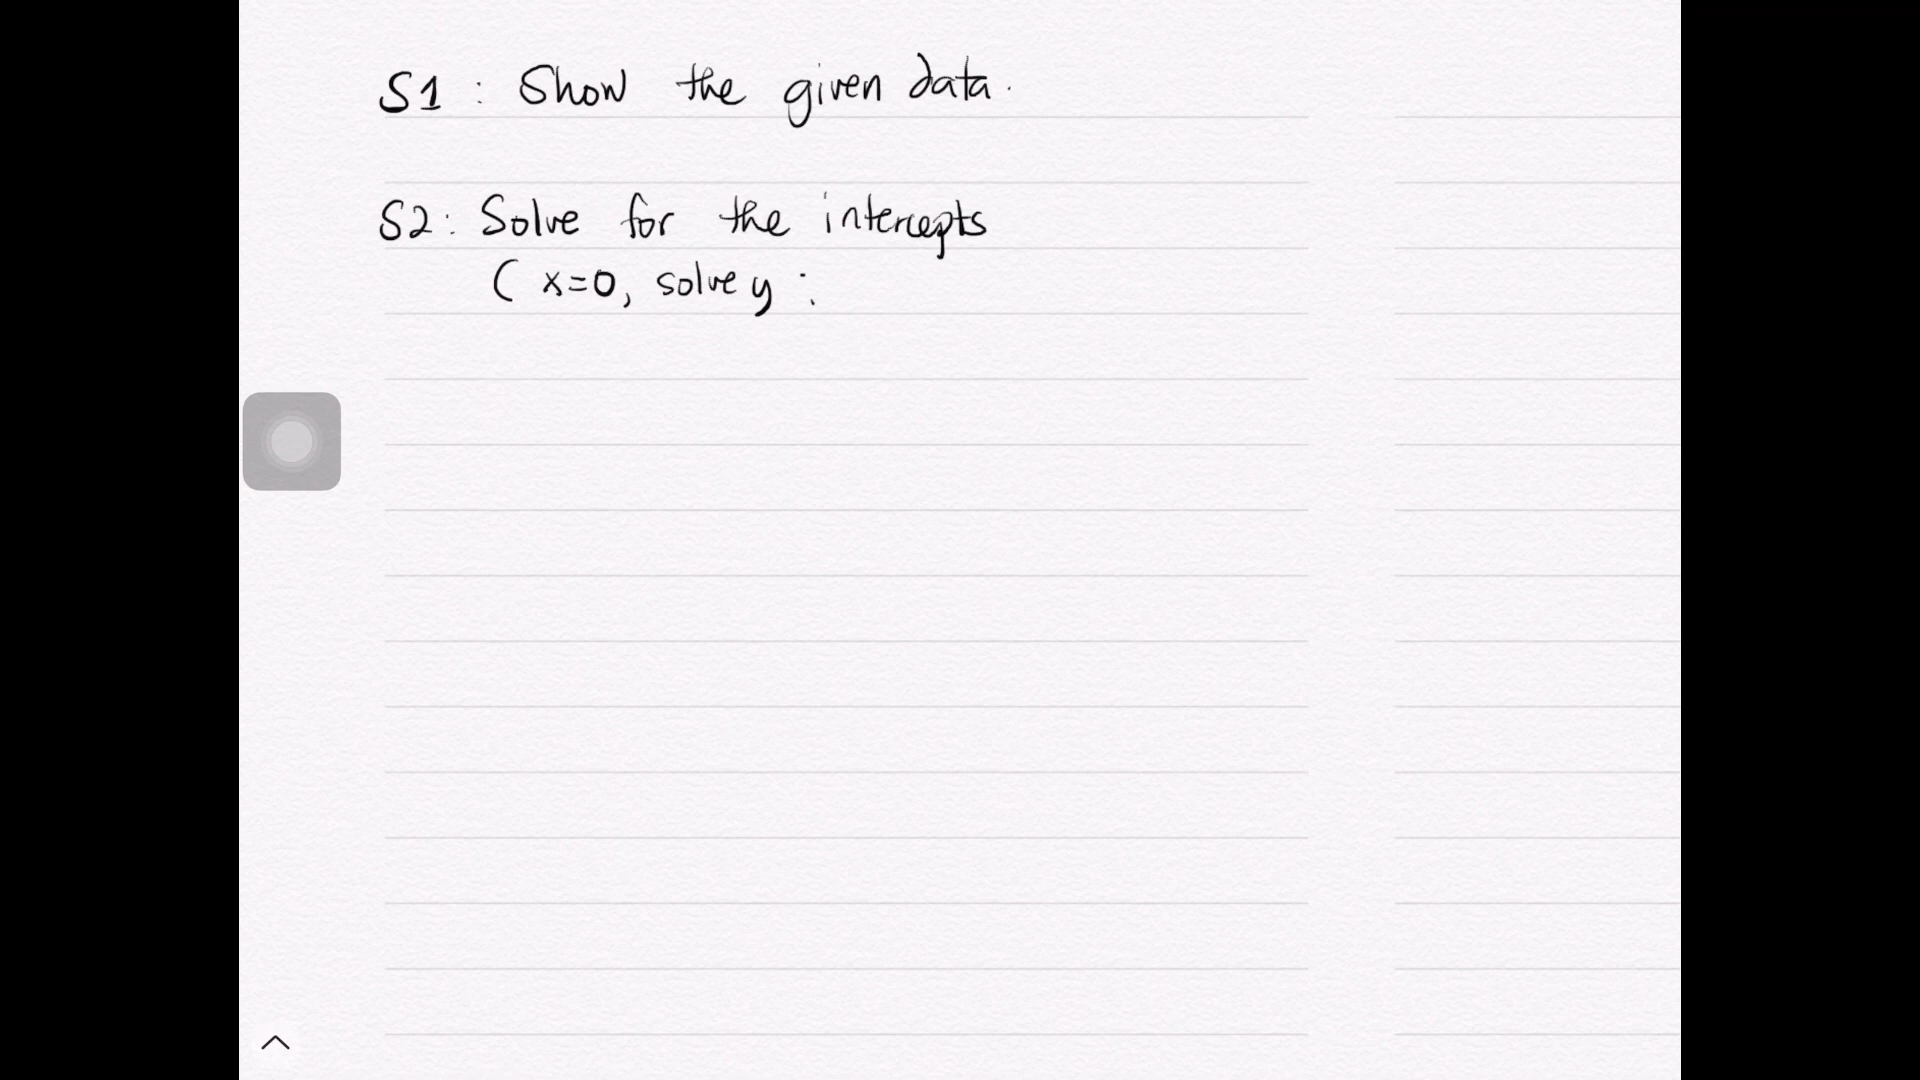 S1 : Show the given data.
S2: Solve for the intercepts
( x=0, solve y ;